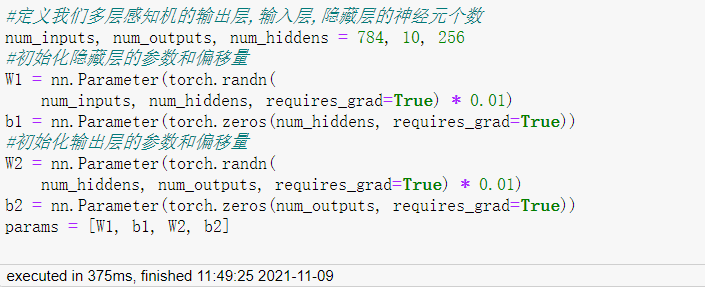 #定义我们多层感知机的输出层,输入层,隐藏层的神经元个数
num_inputs, num_outputs, num_hiddens = 784, 10, 256
#初始化隐藏层的参数和偏移量
W1 = nn.Parameter(torch.randn(
    num_inputs, num_hiddens, requires_grad=True) * 0.01)
b1 = nn.Parameter(torch.zeros(num_hiddens, requires_grad=True))
#初始化输出层的参数和偏移量
W2 = nn.Parameter(torch.randn(
    num_hiddens, num_outputs, requires_grad=True) * 0.01)
b2 = nn.Parameter(torch.zeros(num_outputs, requires_grad=True))
params = [W1, b1, W2, b2]
executed in 375ms, finished 11:49:25 2021-11-09